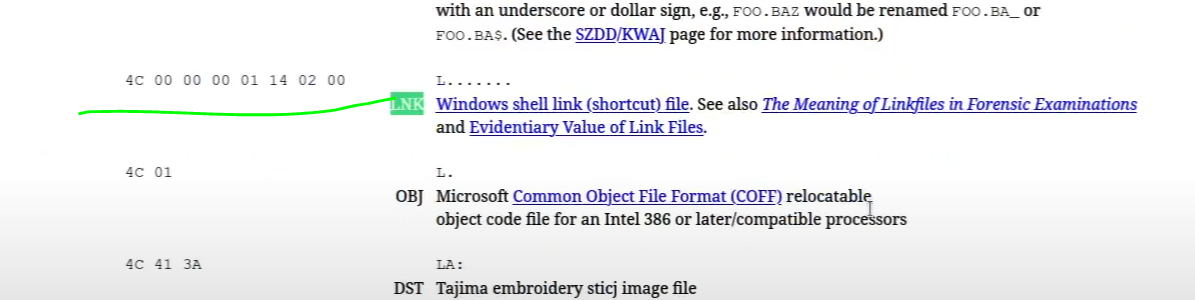 with an underscore or dollar sign, e.g., FOO.BAZ would be renamed FOO.BA_ or
FOO.BA$. (See the SZDD/KWAJ page for more information.)
4C 00 00 00 01 14 02 00 L.......
LNK Windows shell link (shortcut) file. See also The Meaning of Linkfiles in Forensic Examinations
and Evidentiary Value of Link Files.
4C 01 L.
OBJ Microsoft Common Object File Format (COFF) relocatable
object code file for an Intel 386 or later/compatible processors
4C 41 3A LA:
DST Tajima embroidery sticj image file